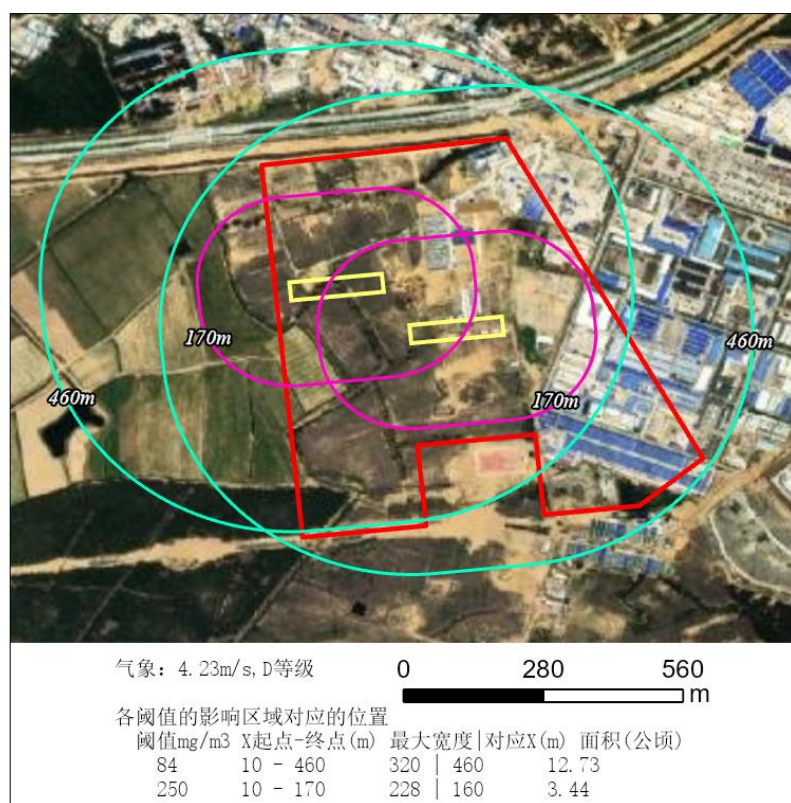 170m
460m
460m
170m
气象: 4.23m/s,D等级
0 280 560
m
各阈值的影响区域对应的位置
阈值mg/m3 X起点-终点(m) 最大宽度|对应X(m) 面积(公顷)
84 10 - 460 320 | 460 12.73
250 10 - 170 228 | 160 3.44